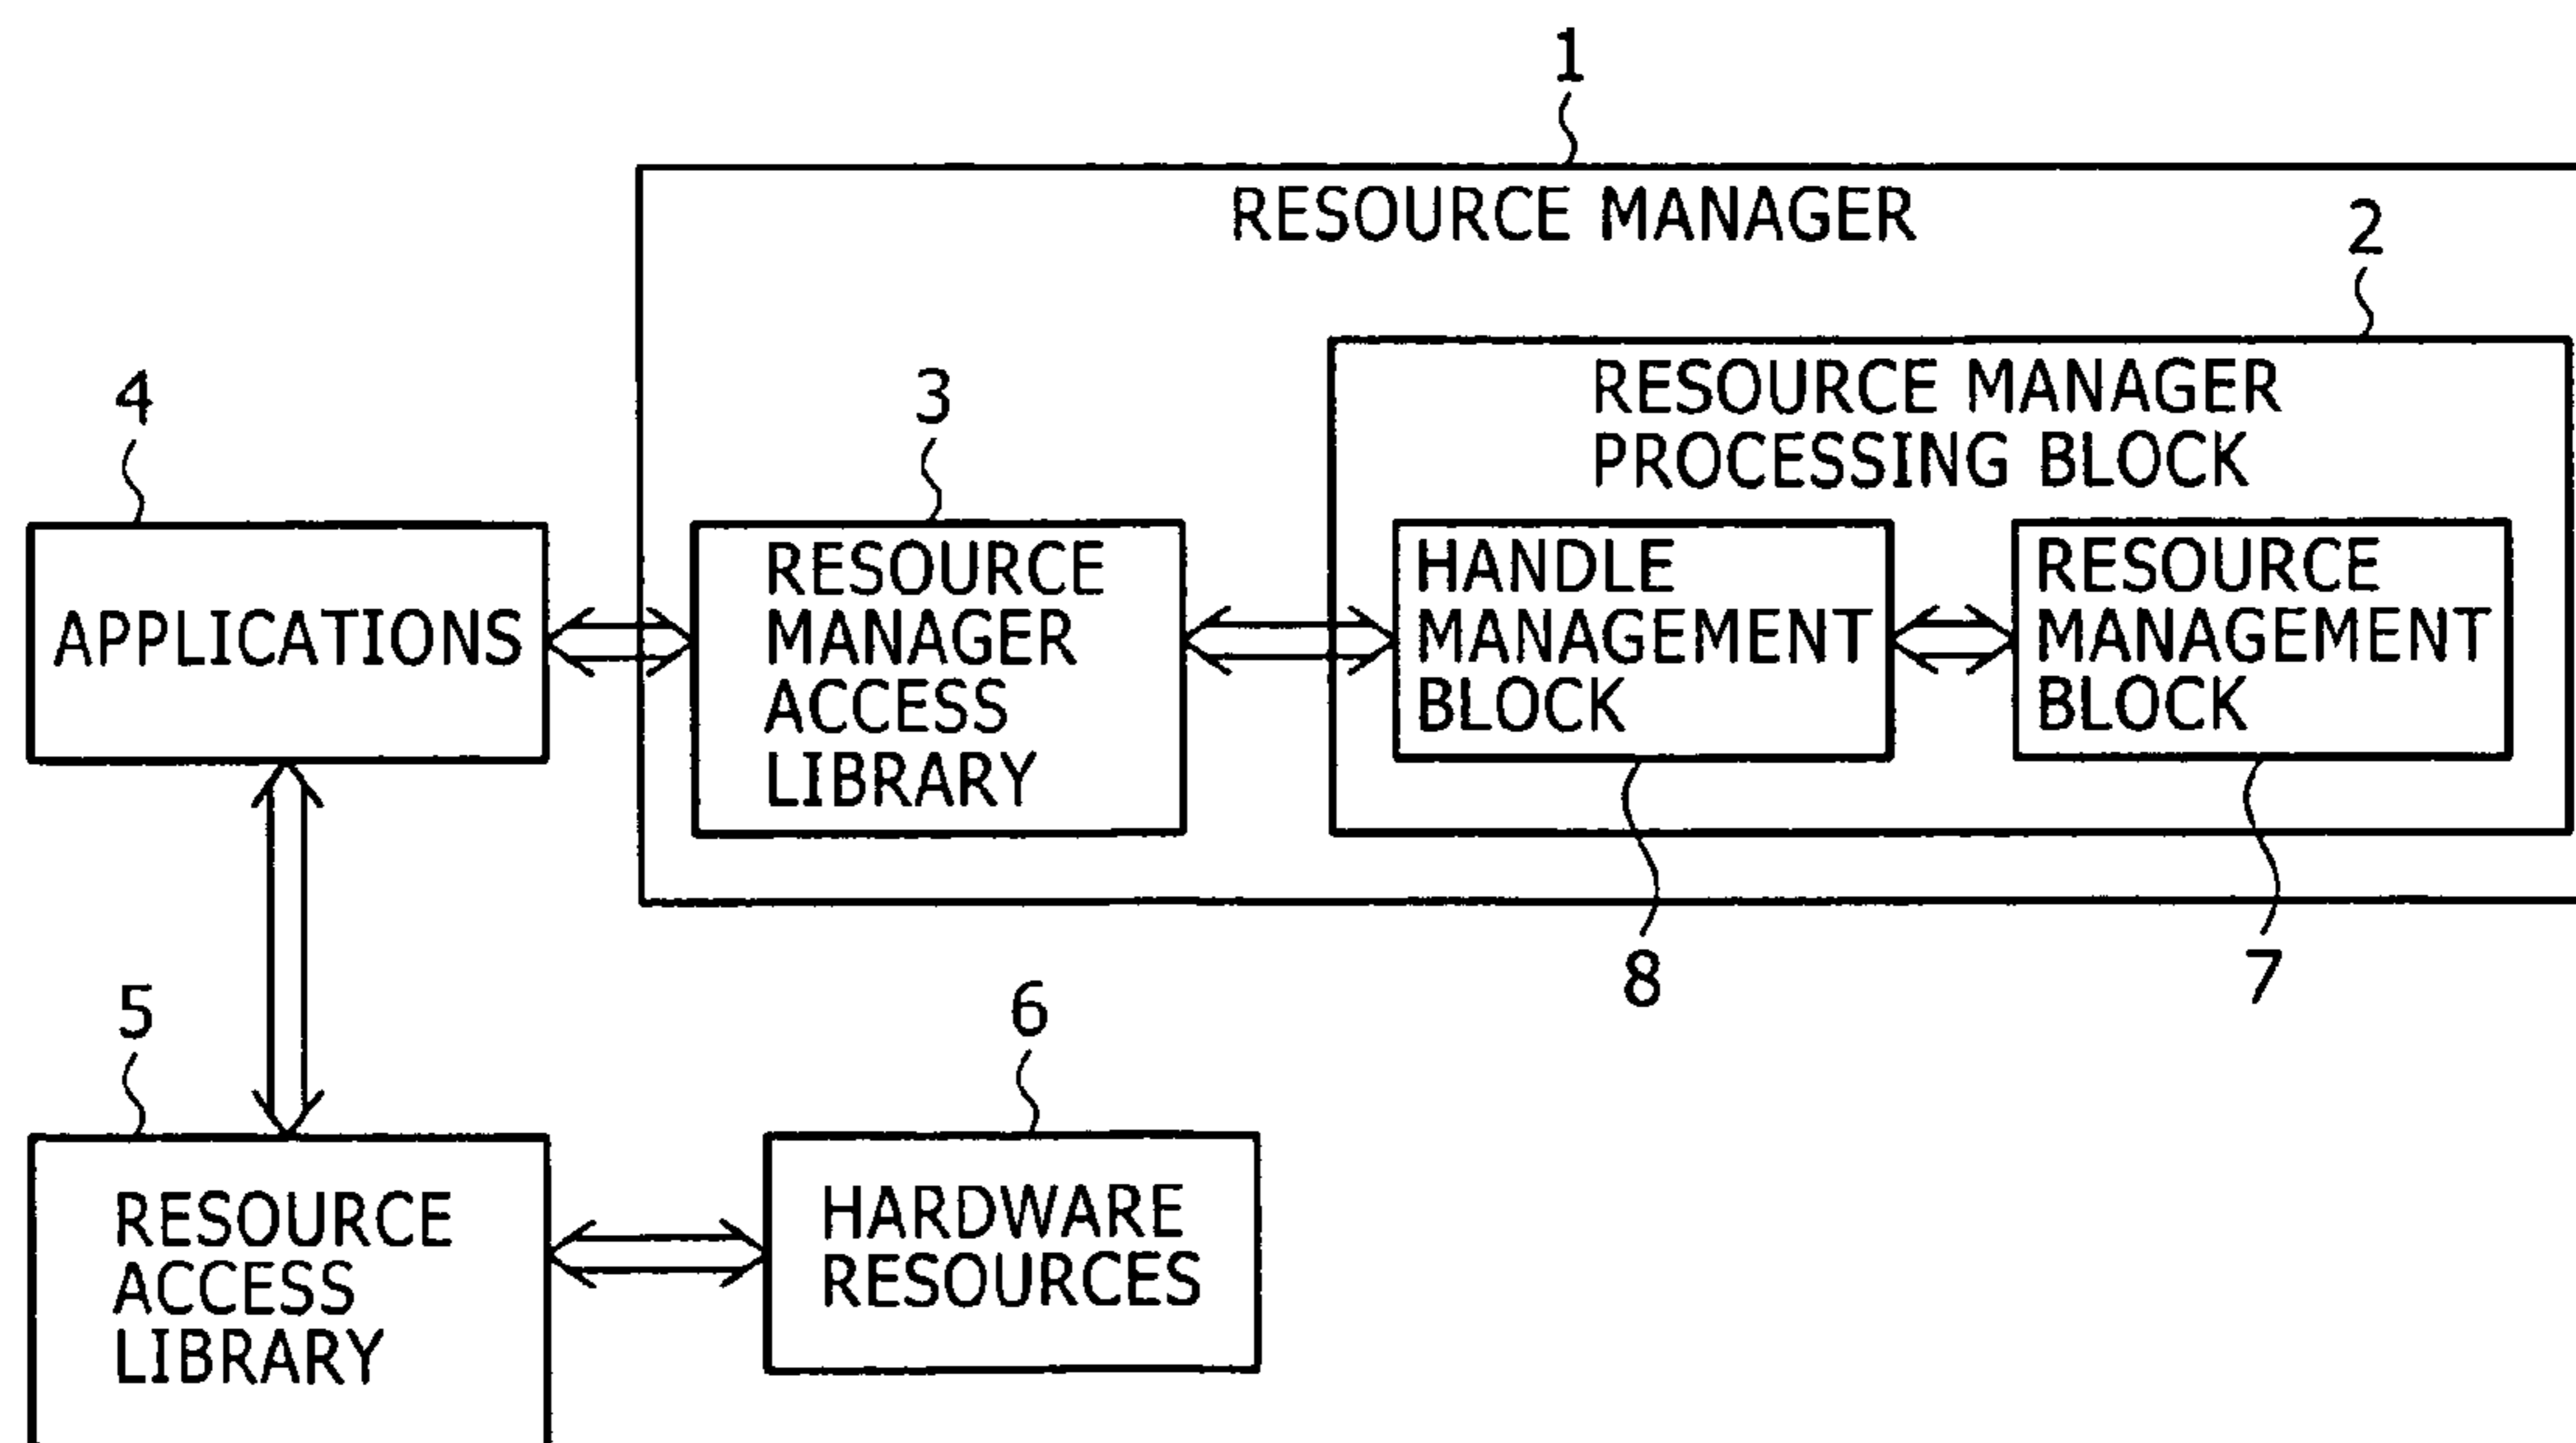 1
RESOURCE MANAGER
2
RESOURCE MANAGER
PROCESSING BLOCK
4
3
APPLICATIONS
RESOURCE
MANAGER
ACCESS
LIBRARY
HANDLE
MANAGEMENT
BLOCK
RESOURCE
MANAGEMENT
BLOCK
8
7
5
6
RESOURCE
ACCESS
LIBRARY
HARDWARE
RESOURCES